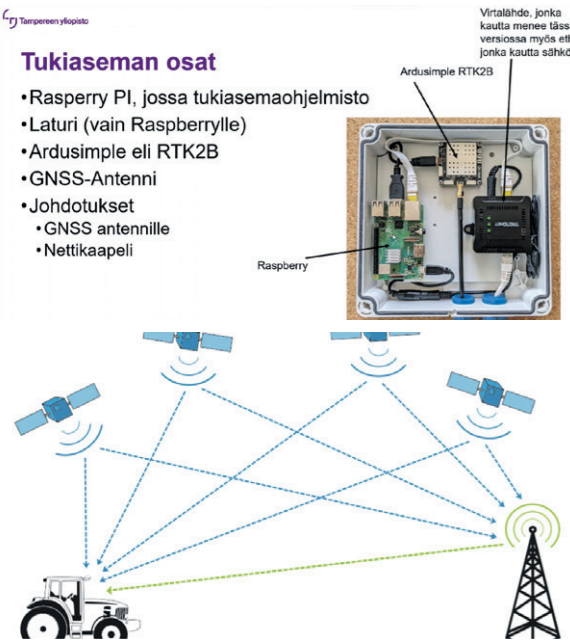 Tampereen yliopisto
Tukiaseman osat
•Rasperry PI, jossa tukiasemaohjelmisto
•Laturi (vain Raspberrylle)
•Ardusimple eli RTK2B
•GNSS-Antenni
•Johdotukset
•GNSS antennille
•Nettikaapeli
Virtalähde, jonka
kautta menee täss
versiossa myös eth
jonka kautta sähkö
Ardusimple RTK2B
Raspberry